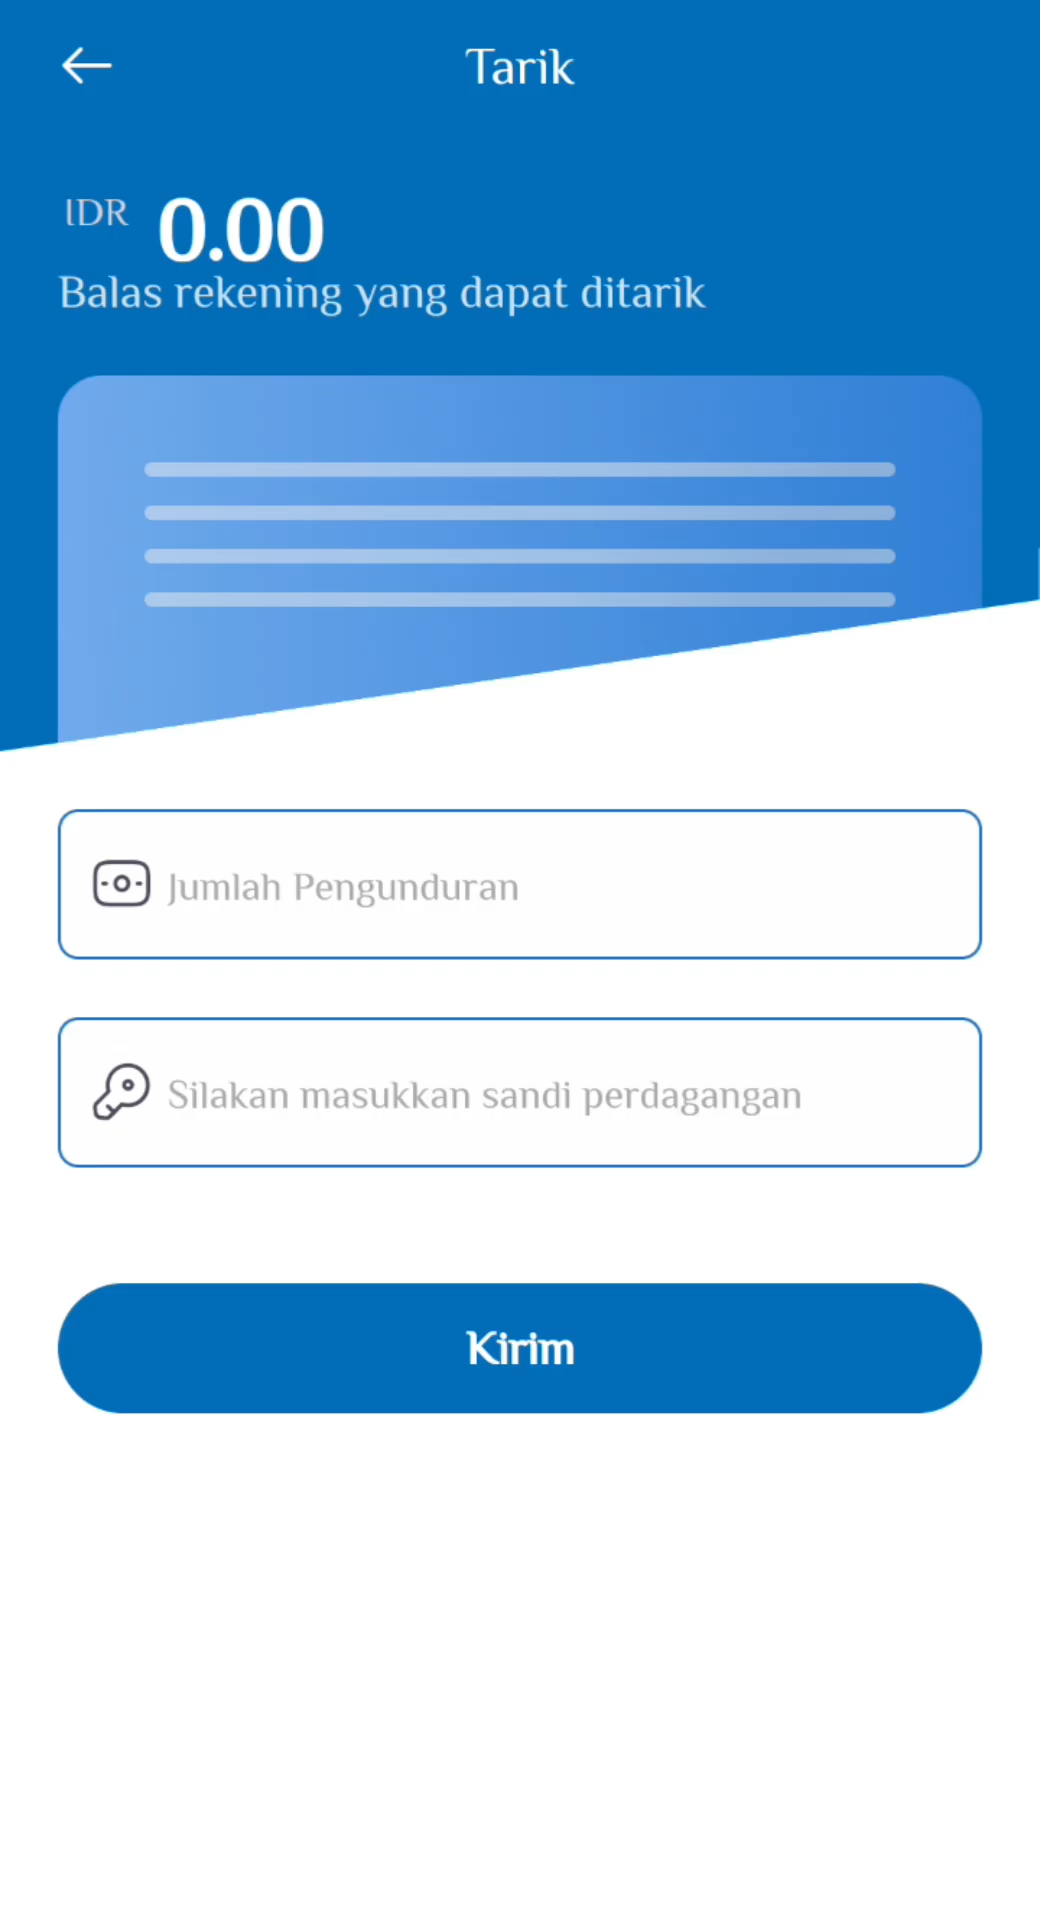 Tarik
IDR 0.00
Balas rekening yang dapat ditarik
Jumlah Pengunduran
Silakan masukkan sandi perdagangan
Kirim